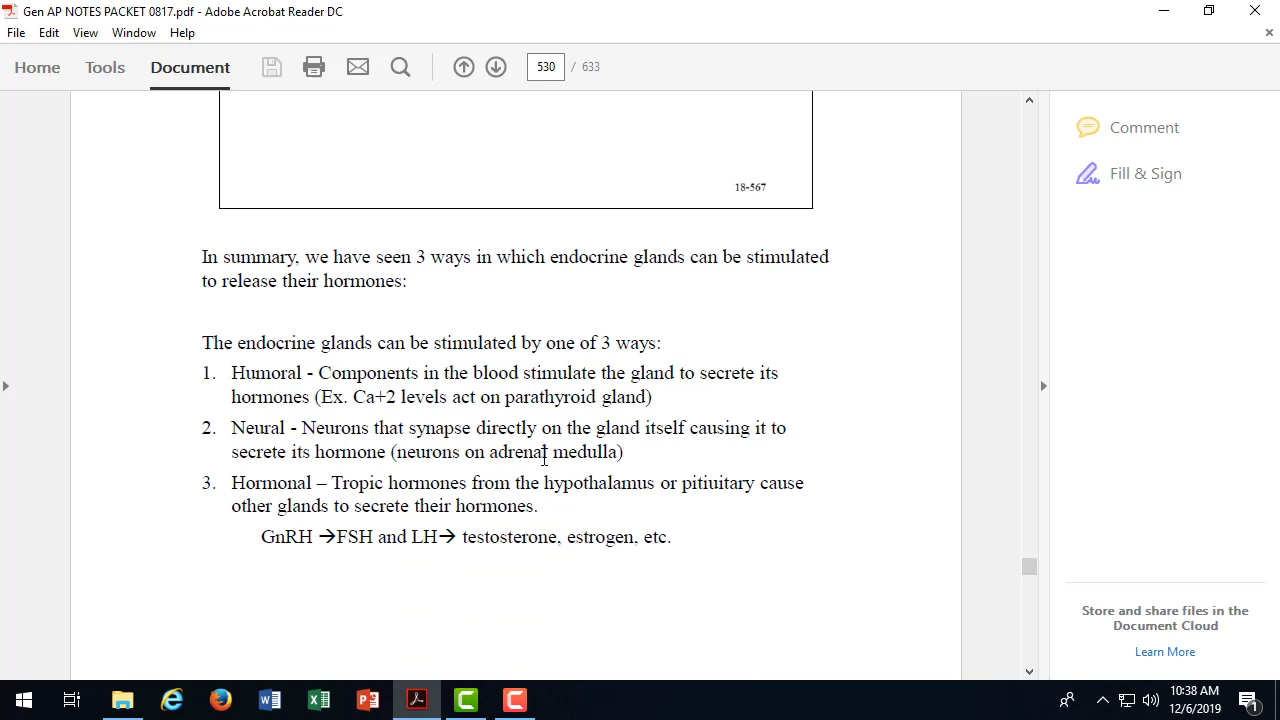 Gen AP NOTES PACKET 0817.pdf - Adobe Acrobat Reader DC
File Edit View Window Help
Home Tools Document 530 / 633
Comment
Fill & Sign
18-567
In summary, we have seen 3 ways in which endocrine glands can be stimulated
to release their hormones:
The endocrine glands can be stimulated by one of 3 ways:
1. Humoral - Components in the blood stimulate the gland to secrete its
hormones (Ex. Ca+2 levels act on parathyroid gland)
2. Neural - Neurons that synapse directly on the gland itself causing it to
secrete its hormone (neurons on adrenal medulla)
3. Hormonal – Tropic hormones from the hypothalamus or pitiuitary cause
other glands to secrete their hormones.
GnRH →FSH and LH→ testosterone, estrogen, etc.
Store and share files in the
Document Cloud
Learn More
10:38 AM
12/6/2019
1